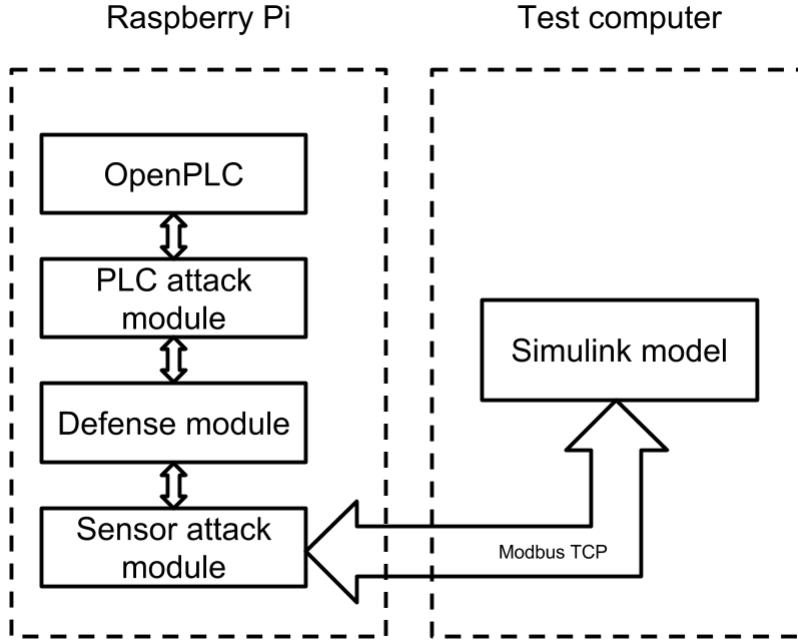 Raspberry Pi
Test computer
OpenPLC
PLC attack
module
Simulink model
Defense module
Sensor attack
module
Modbus TCP